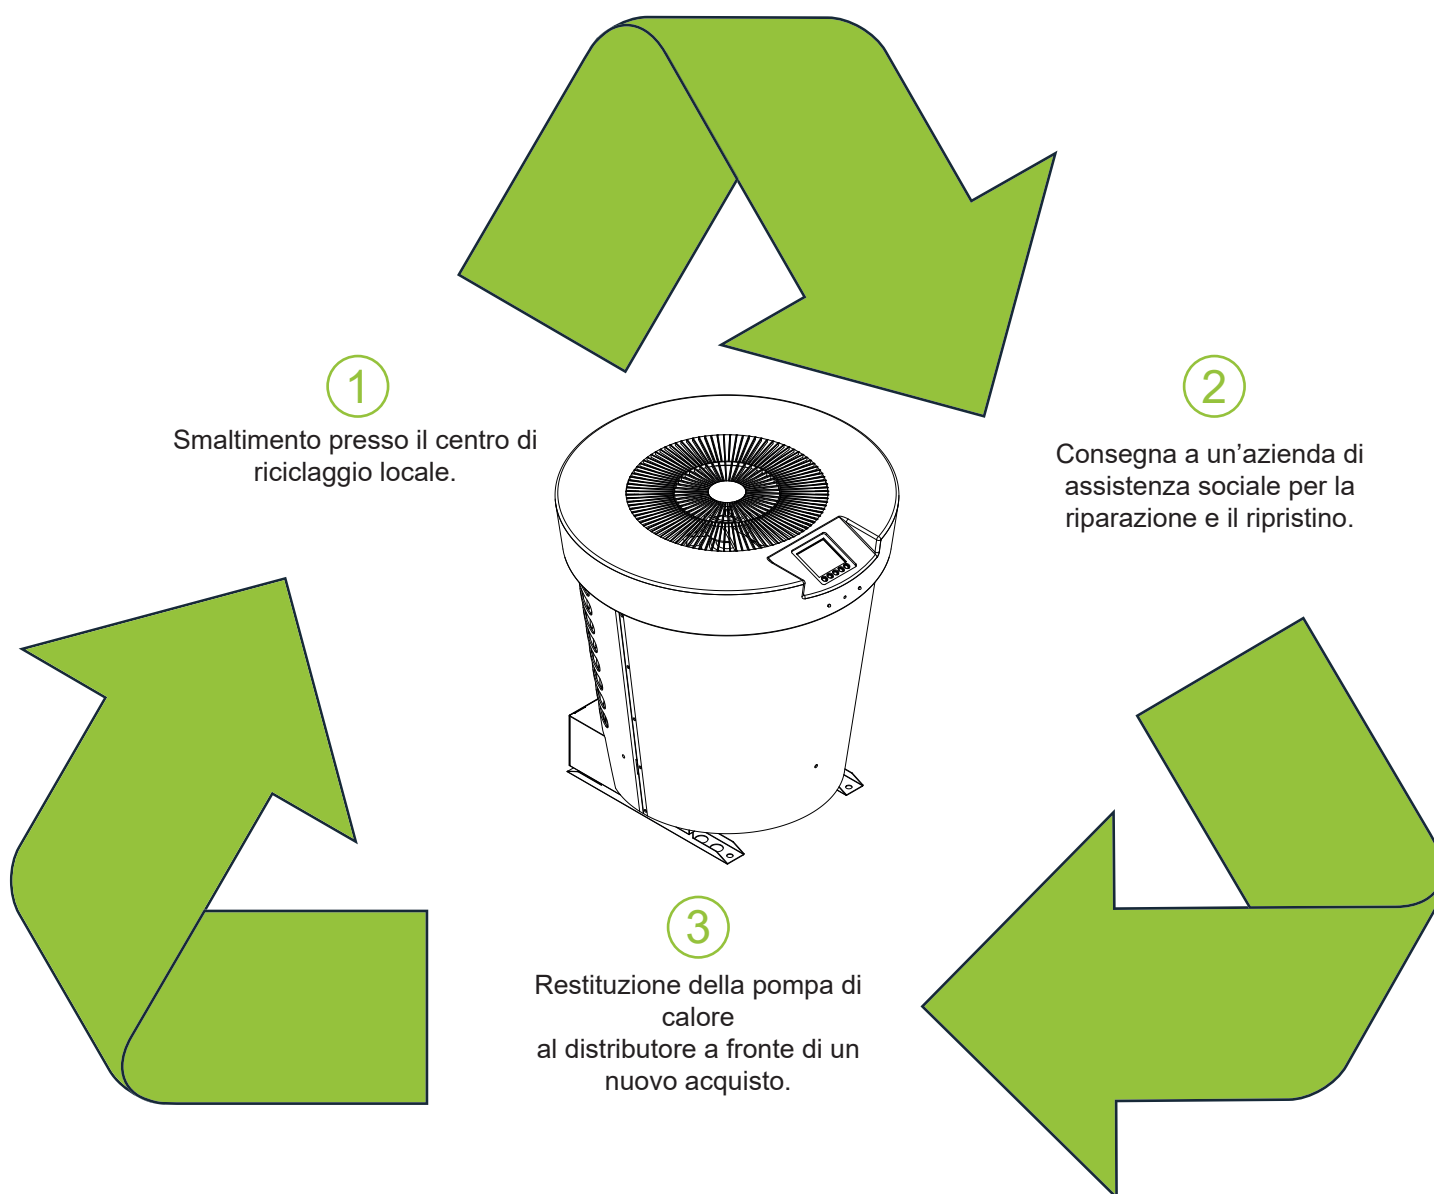 1
Smaltimento presso il centro di
riciclaggio locale.
2
Consegna a un’azienda di
assistenza sociale per la
riparazione e il ripristino.
3
Restituzione della pompa di
calore
al distributore a fronte di un
nuovo acquisto.